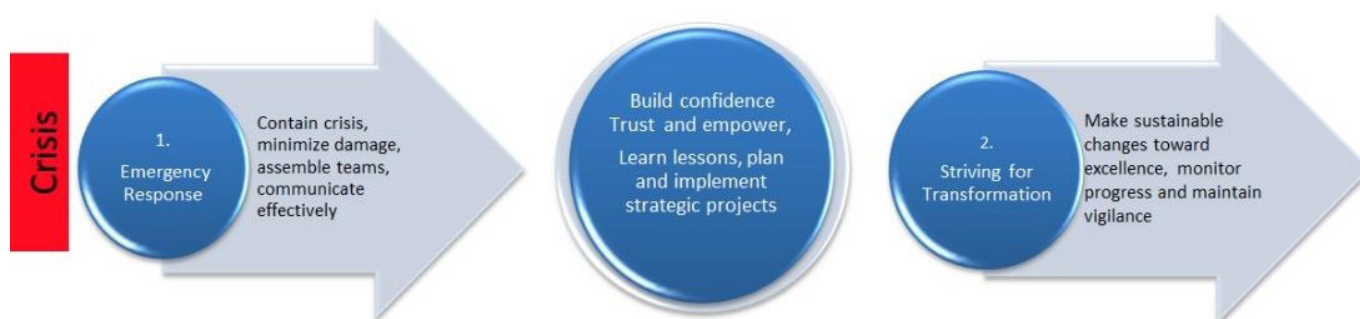 Crisis
1.
Emergency
Response
Contain crisis,
minimize damage,
assemble teams,
communicate
effectively
Build confidence
Trust and empower,
Learn lessons, plan
and implement
strategic projects
2.
Striving for
Transformation
Make sustainable
changes toward
excellence, monitor
progress and maintain
vigilance